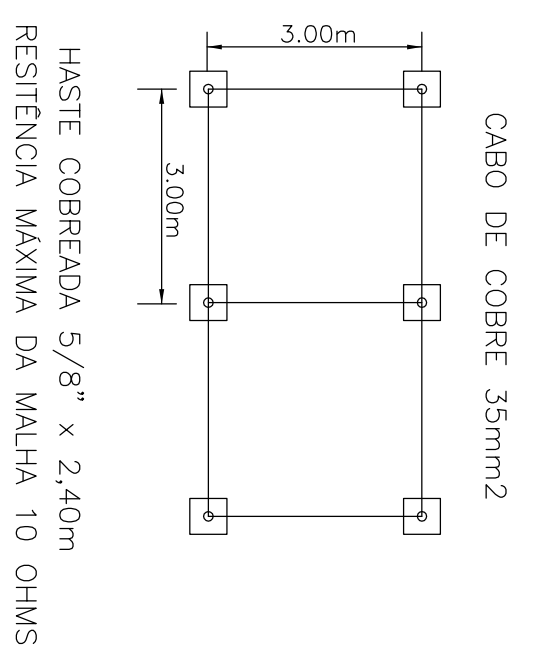 CABO DE COBRE 35mm2
3.00m
3.00m
HASTE COBREADA 5/8" x 2,40m
RESITÊNCIA MÁXIMA DA MALHA 10 OHMS